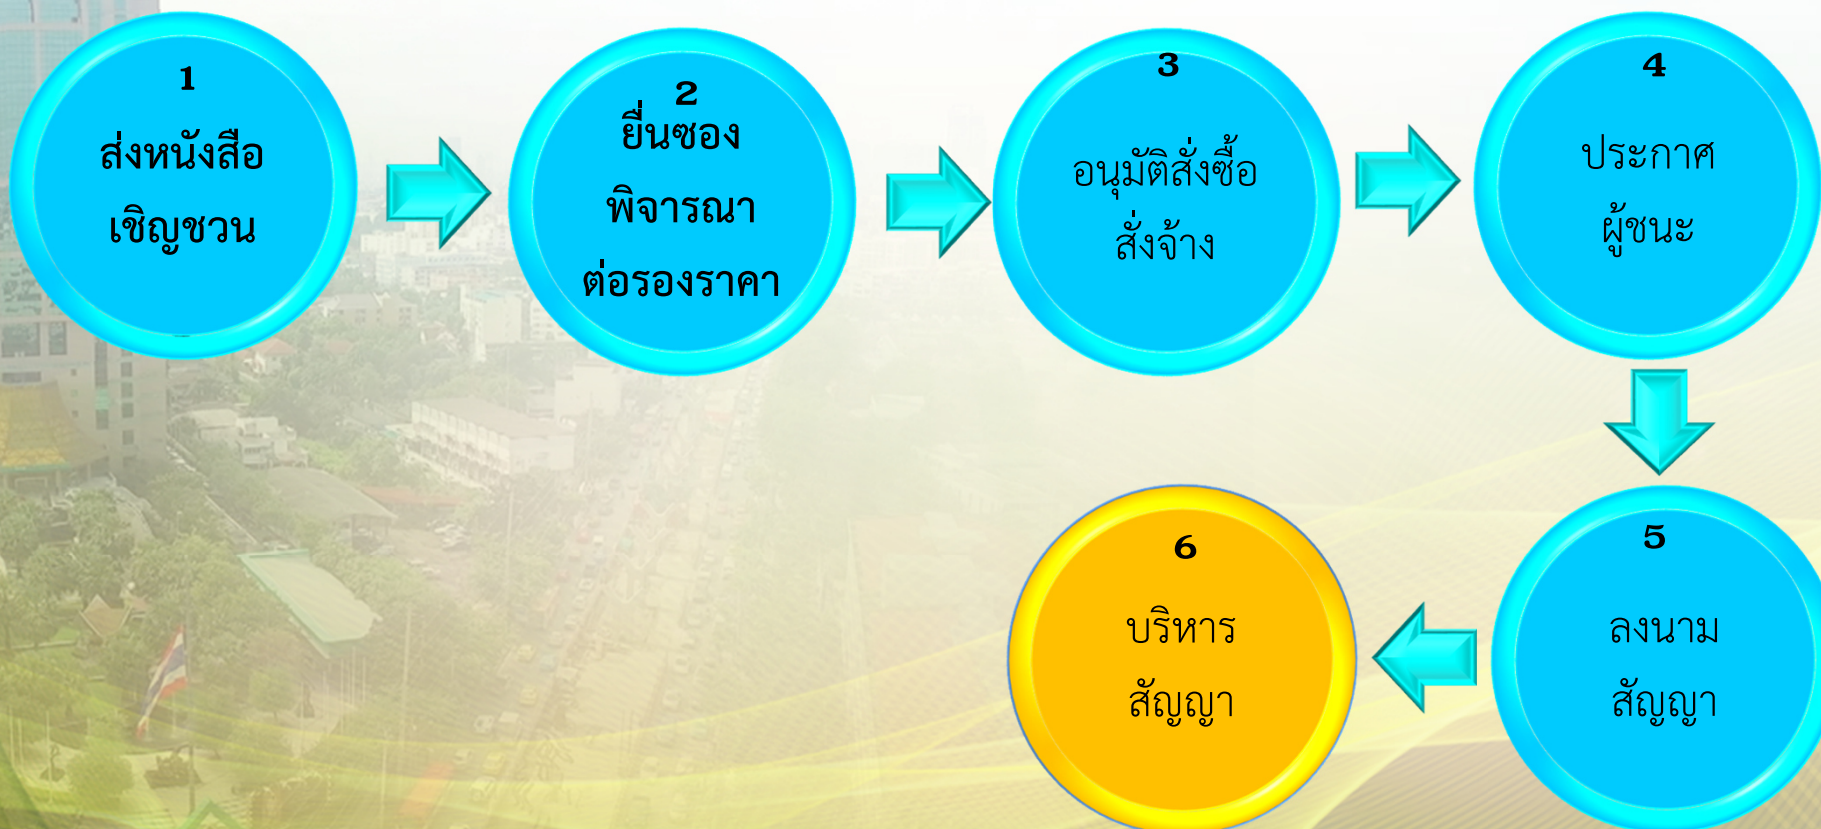 1
ส่งหนังสือ
เชิญชวน
2
ยื่นซอง
พิจารณา
ต่อรองราคา
3
อนุมัติสั่งซื้อ
สั่งจ้าง
4
ประกาศ
ผู้ชนะ
5
ลงนาม
สัญญา
6
บริหาร
สัญญา